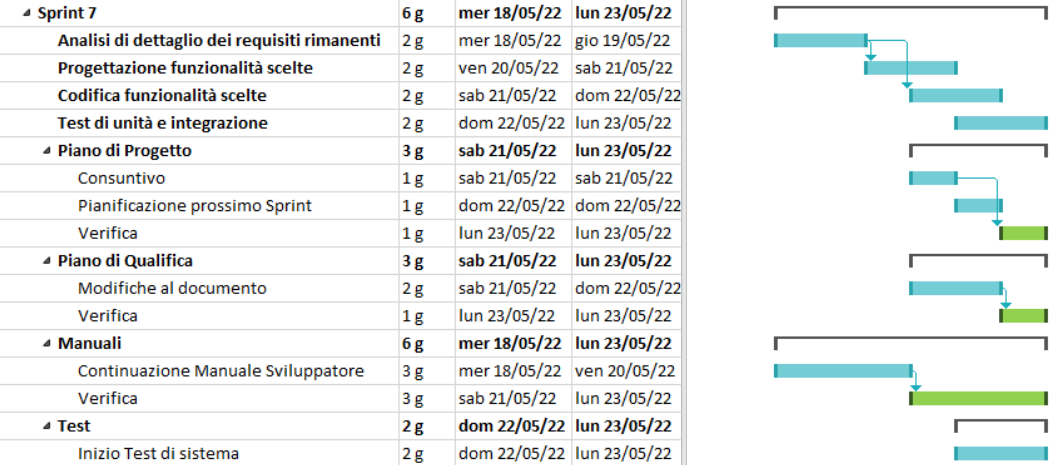 Sprint 7 6 g mer 18/05/22 lun 23/05/22
Analisi di dettaglio dei requisiti rimanenti 2 g mer 18/05/22 gio 19/05/22
Progettazione funzionalità scelte 2 g ven 20/05/22 sab 21/05/22
Codifica funzionalità scelte 2 g sab 21/05/22 dom 22/05/22
Test di unità e integrazione 2 g dom 22/05/22 lun 23/05/22
Piano di Progetto 3 g sab 21/05/22 lun 23/05/22
Consuntivo 1 g sab 21/05/22 sab 21/05/22
Pianificazione prossimo Sprint 1 g dom 22/05/22 dom 22/05/22
Verifica 1 g lun 23/05/22 lun 23/05/22
Piano di Qualifica 3 g sab 21/05/22 lun 23/05/22
Modifiche al documento 2 g sab 21/05/22 dom 22/05/22
Verifica 1 g lun 23/05/22 lun 23/05/22
Manuali 6 g mer 18/05/22 lun 23/05/22
Continuazione Manuale Sviluppatore 3 g mer 18/05/22 ven 20/05/22
Verifica 3 g sab 21/05/22 lun 23/05/22
Test 2 g dom 22/05/22 lun 23/05/22
Inizio Test di sistema 2 g dom 22/05/22 lun 23/05/22